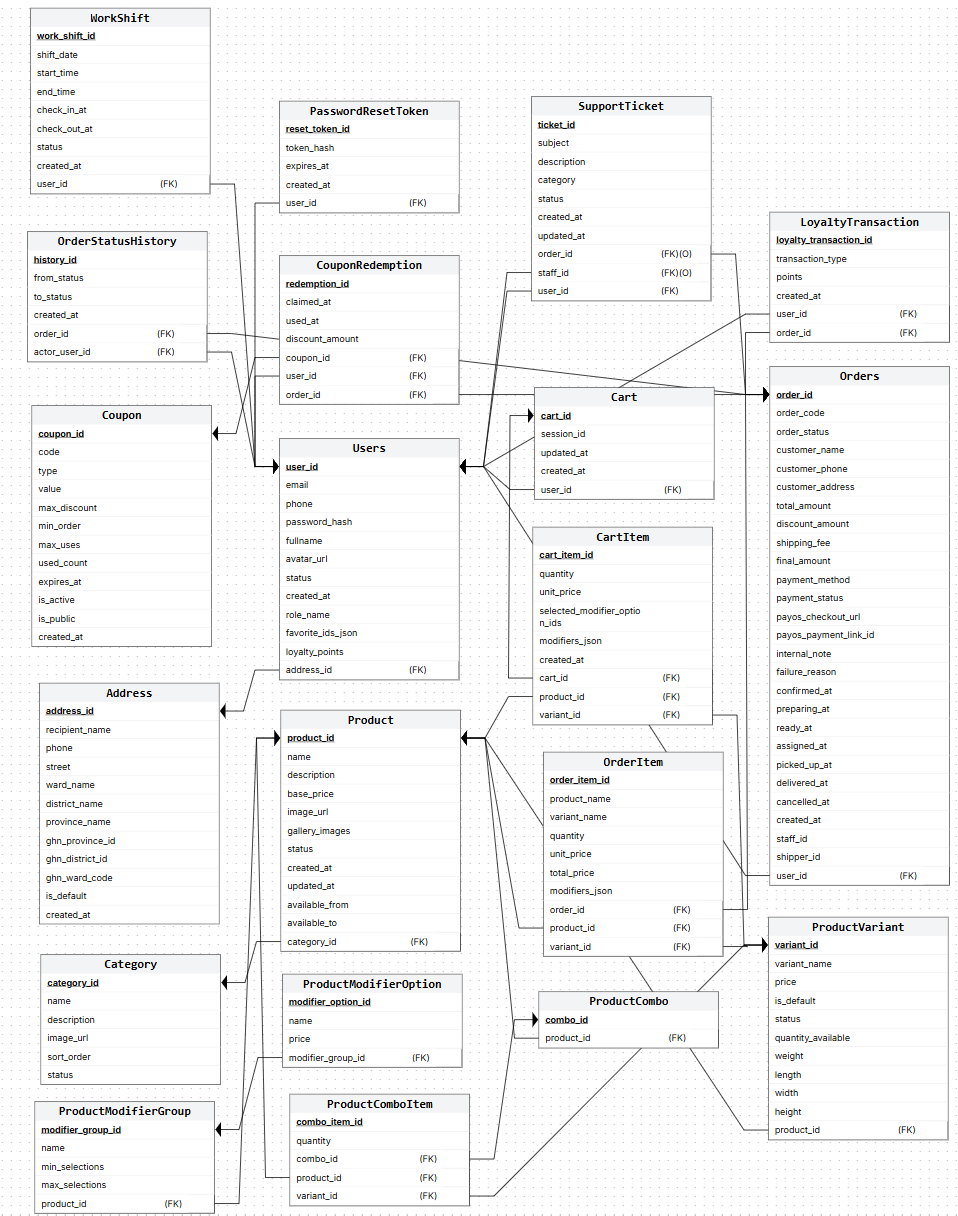 WorkShift
work_shift_id
shift_date
start_time
end_time
check_in_at
check_out_at
status
created_at
user_id (FK)
PasswordResetToken
reset_token_id
token_hash
expires_at
created_at
user_id (FK)
SupportTicket
ticket_id
subject
description
category
status
created_at
updated_at
order_id (FK)(O)
staff_id (FK)(O)
user_id (FK)
LoyaltyTransaction
loyalty_transaction_id
transaction_type
points
created_at
user_id (FK)
order_id (FK)
OrderStatusHistory
history_id
from_status
to_status
created_at
order_id (FK)
actor_user_id (FK)
CouponRedemption
redemption_id
claimed_at
used_at
discount_amount
coupon_id (FK)
user_id (FK)
order_id (FK)
Orders
order_id
order_code
order_status
customer_name
customer_phone
customer_address
total_amount
discount_amount
shipping_fee
final_amount
payment_method
payment_status
payos_checkout_url
payos_payment_link_id
internal_note
failure_reason
confirmed_at
preparing_at
ready_at
assigned_at
picked_up_at
delivered_at
cancelled_at
created_at
staff_id
shipper_id
user_id (FK)
Cart
cart_id
session_id
updated_at
created_at
user_id (FK)
Coupon
coupon_id
code
type
value
max_discount
min_order
max_uses
used_count
expires_at
is_active
is_public
created_at
Users
user_id
email
phone
password_hash
fullname
avatar_url
status
created_at
role_name
favorite_ids_json
loyalty_points
address_id (FK)
CartItem
cart_item_id
quantity
unit_price
selected_modifier_optio
n_ids
modifiers_json
created_at
cart_id (FK)
product_id (FK)
variant_id (FK)
Address
address_id
recipient_name
phone
street
ward_name
district_name
province_name
ghn_province_id
ghn_district_id
ghn_ward_code
is_default
created_at
Product
product_id
name
description
base_price
image_url
gallery_images
status
created_at
updated_at
available_from
available_to
category_id (FK)
OrderItem
order_item_id
product_name
variant_name
quantity
unit_price
total_price
modifiers_json
order_id (FK)
product_id (FK)
variant_id (FK)
ProductVariant
variant_id
variant_name
price
is_default
status
quantity_available
weight
length
width
height
product_id (FK)
Category
category_id
name
description
image_url
sort_order
status
ProductModifierOption
modifier_option_id
name
price
modifier_group_id (FK)
ProductCombo
combo_id
product_id (FK)
ProductModifierGroup
modifier_group_id
name
min_selections
max_selections
product_id (FK)
ProductComboItem
combo_item_id
quantity
combo_id (FK)
product_id (FK)
variant_id (FK)